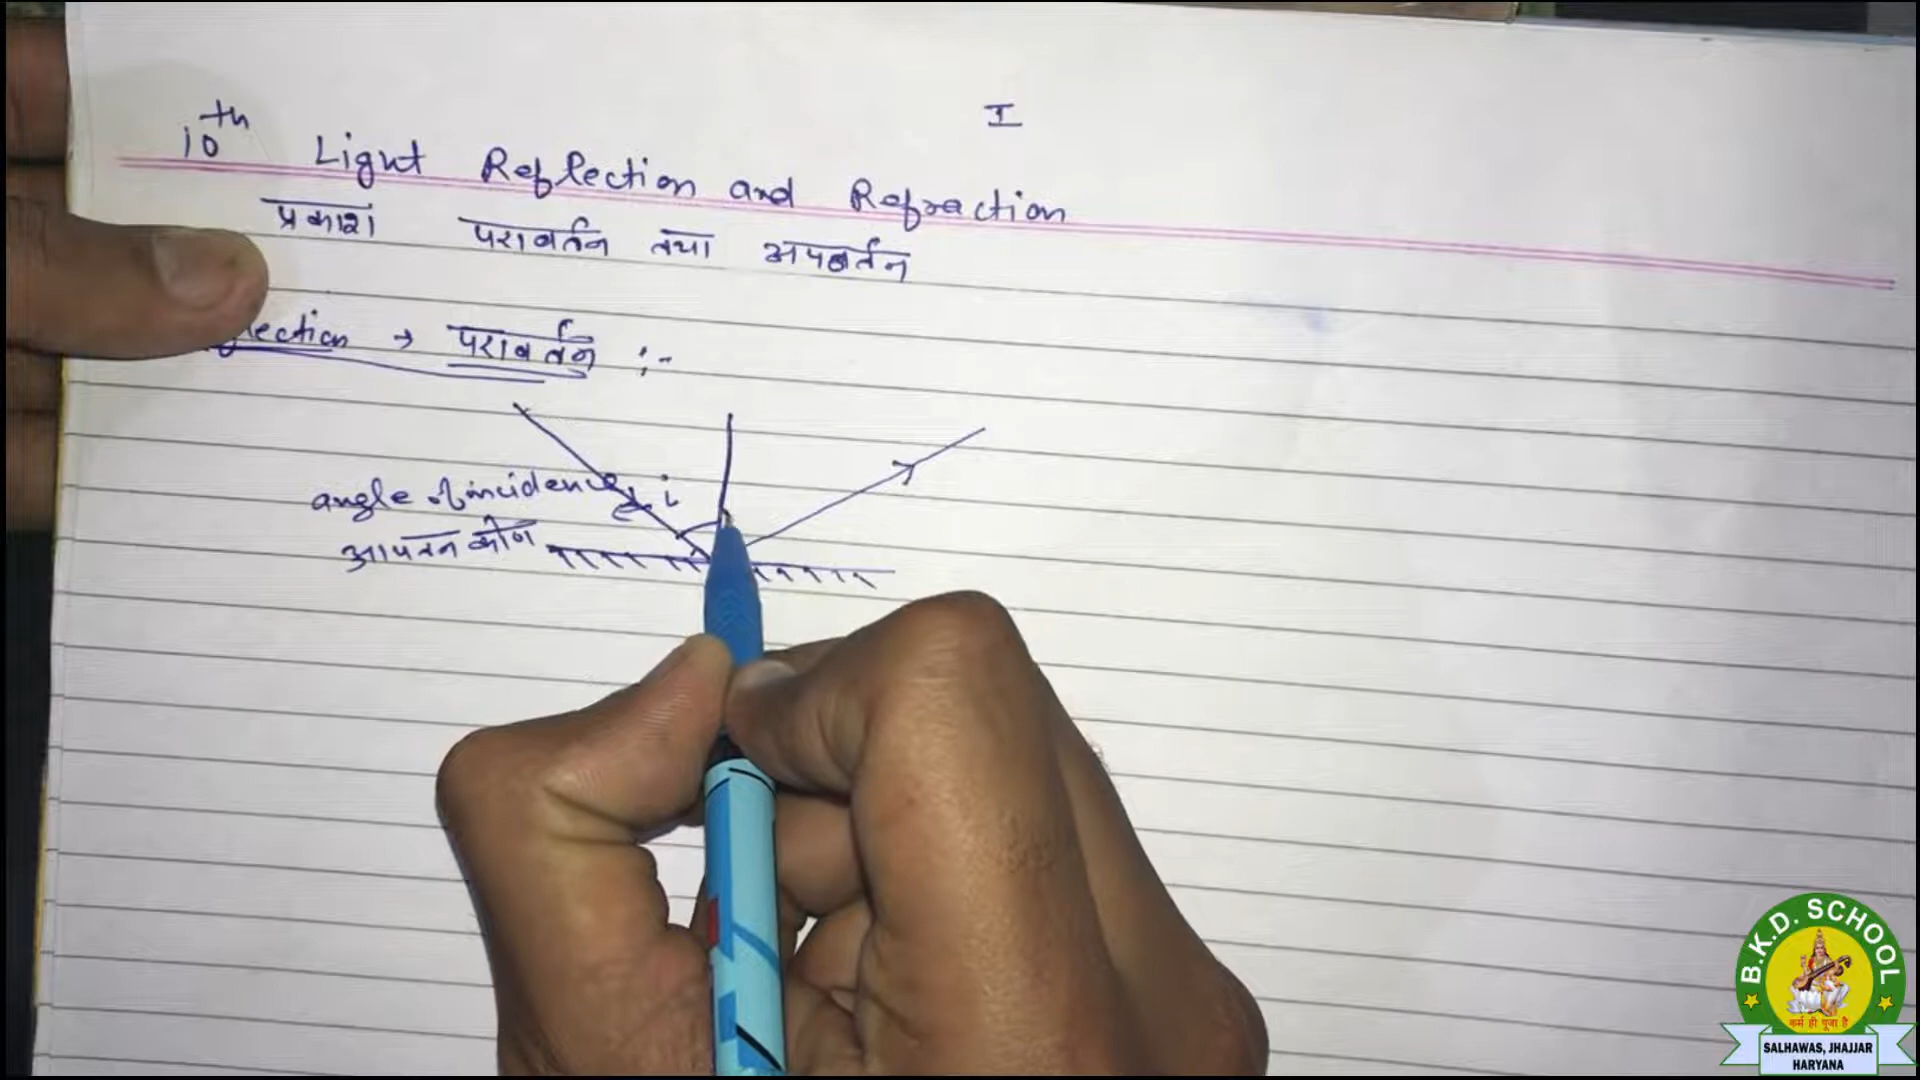 I
10th Light Reflection and Refraction
प्रकाश परावर्तन तथा अपवर्तन
flection → परावर्तन :-
angle of incidence i
आपतन कोण
B.K.D. SCHOOL
कर्म ही पूजा है
SALHAWAS, JHAJJAR
HARYANA